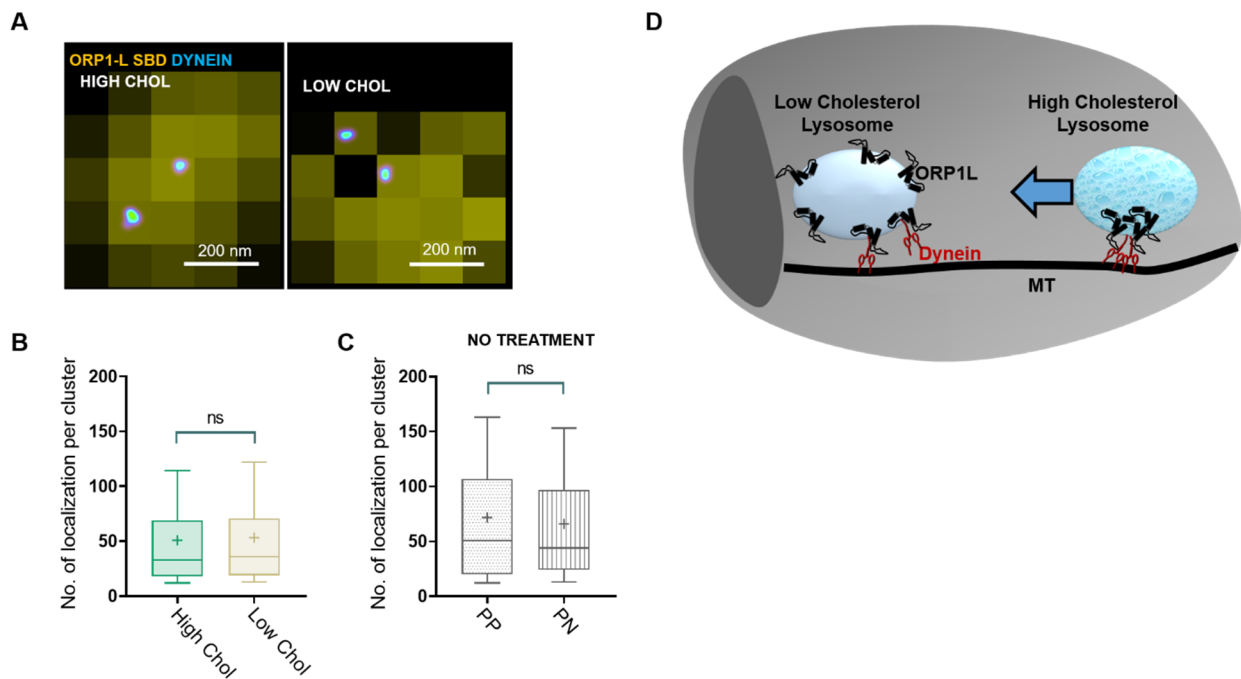 A
ORP1-L SBD DYNEIN
HIGH CHOL
200 nm
LOW CHOL
200 nm
B
No. of localization per cluster
200
150
100
50
0
ns
High Chol
Low Chol
C
NO TREATMENT
No. of localization per cluster
200
150
100
50
0
ns
PP
PN
D
Low Cholesterol
Lysosome
High Cholesterol
Lysosome
ORP1L
Dynein
MT